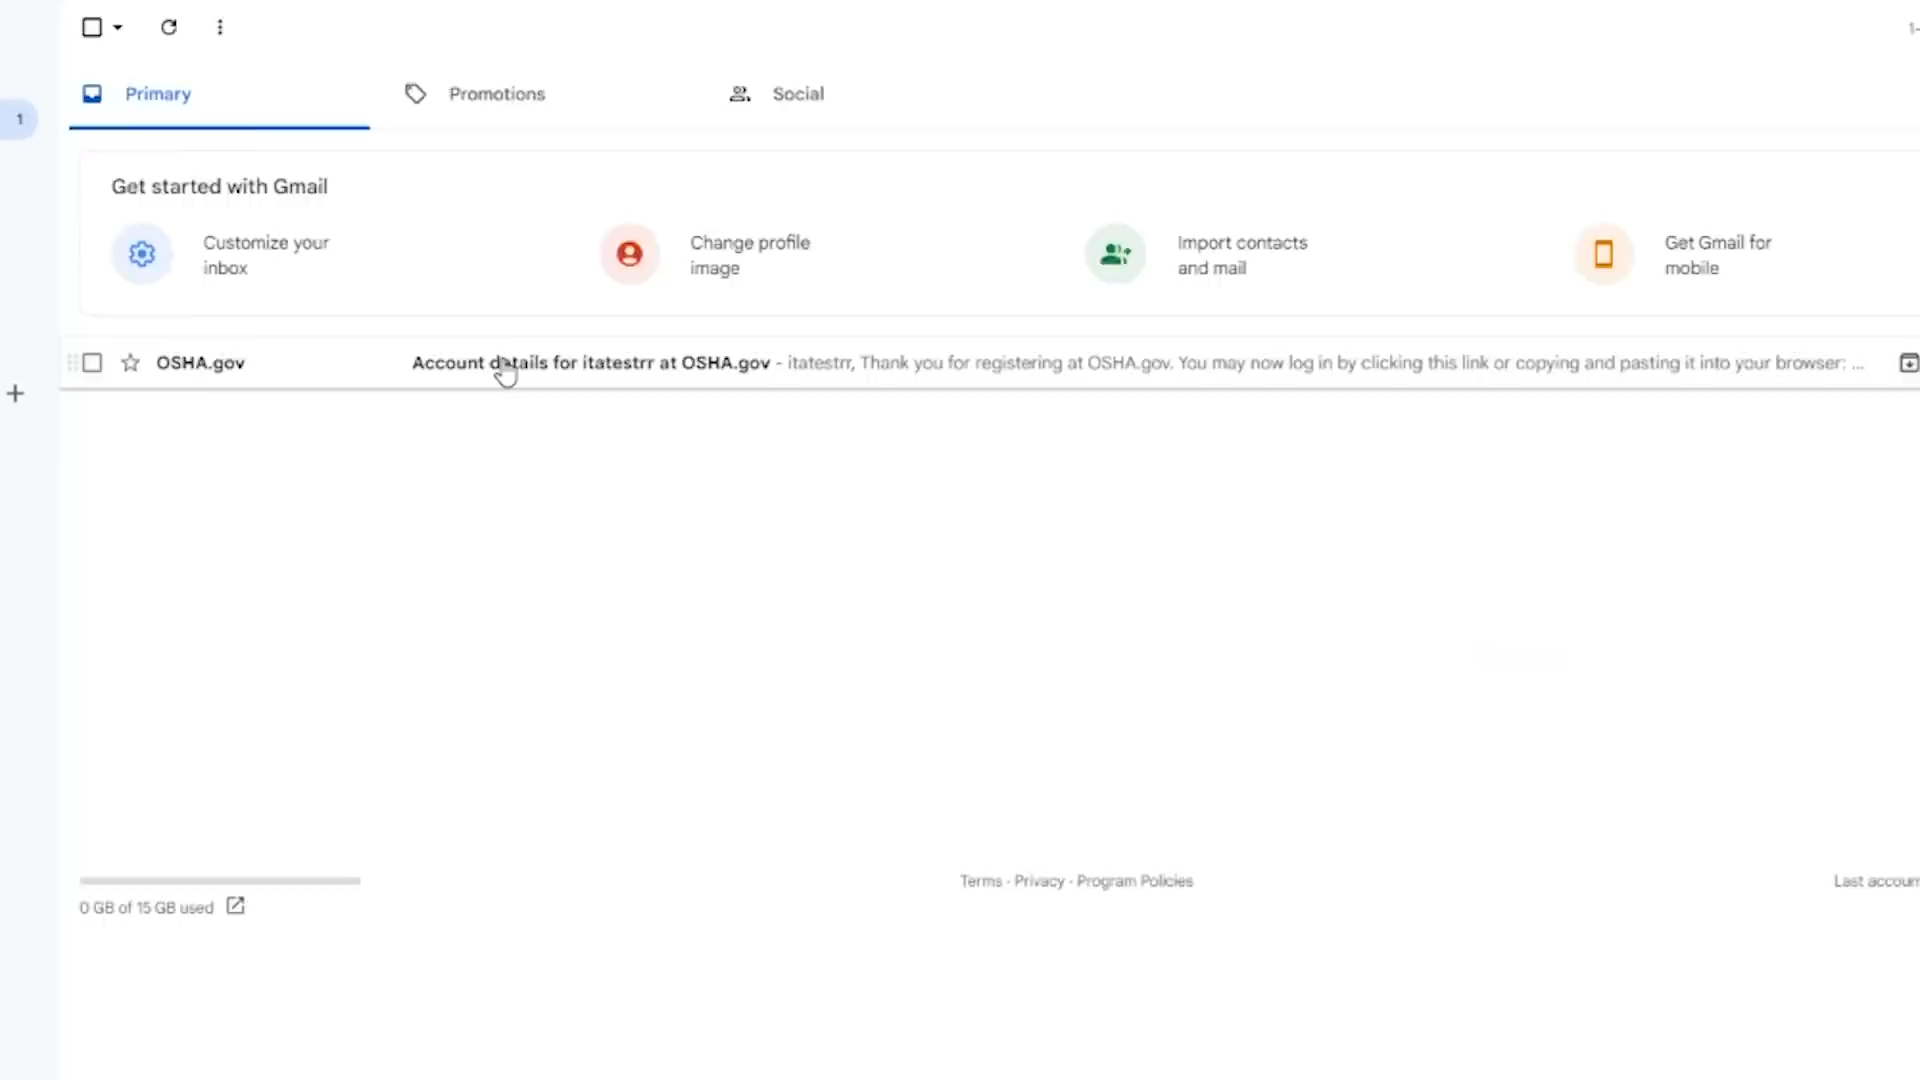 Primary
Promotions
Social
1
Get started with Gmail
Customize your
inbox
Change profile
image
Import contacts
and mail
Get Gmail for
mobile
OSHA.gov
Account details for itatestrr at OSHA.gov - itatestrr, Thank you for registering at OSHA.gov. You may now log in by clicking this link or copying and pasting it into your browser: ...
Terms · Privacy · Program Policies
Last accoun
0 GB of 15 GB used